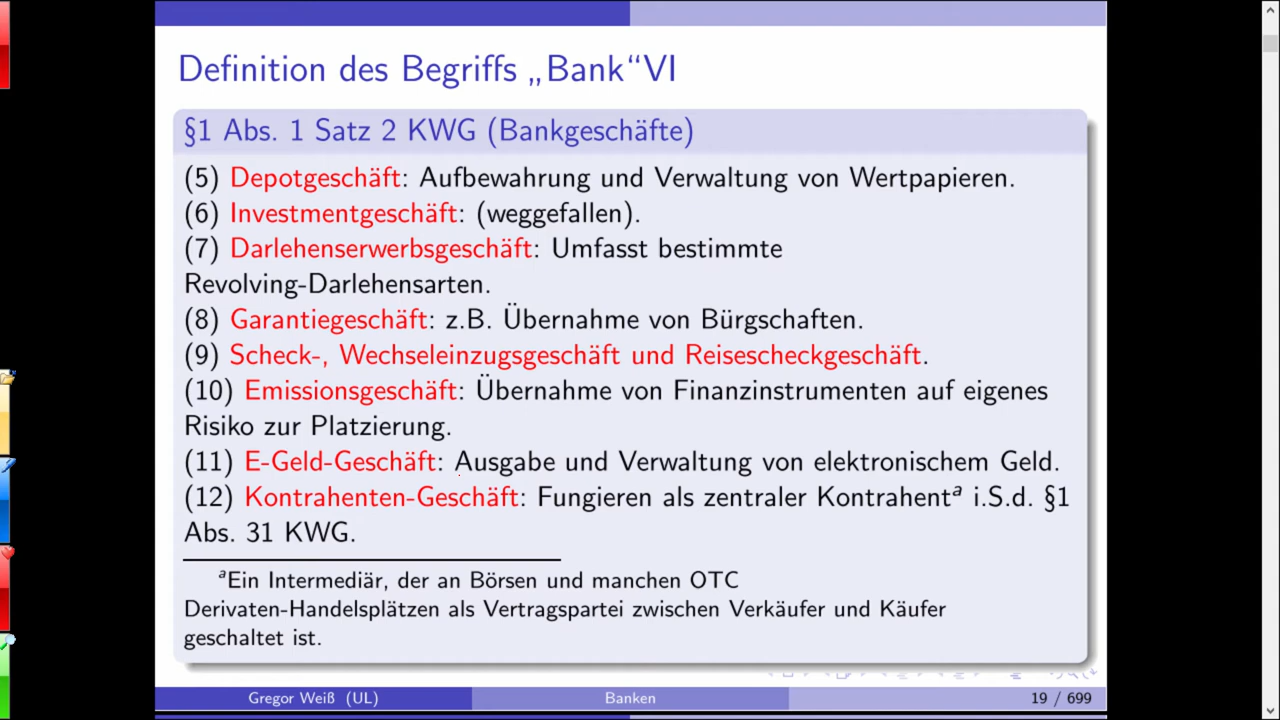 Definition des Begriffs „Bank“VI
§1 Abs. 1 Satz 2 KWG (Bankgeschäfte)
(5) Depotgeschäft: Aufbewahrung und Verwaltung von Wertpapieren.
(6) Investmentgeschäft: (weggefallen).
(7) Darlehenserwerbsgeschäft: Umfasst bestimmte
Revolving-Darlehensarten.
(8) Garantiegeschäft: z.B. Übernahme von Bürgschaften.
(9) Scheck-, Wechseleinzugsgeschäft und Reisescheckgeschäft.
(10) Emissionsgeschäft: Übernahme von Finanzinstrumenten auf eigenes
Risiko zur Platzierung.
(11) E-Geld-Geschäft: Ausgabe und Verwaltung von elektronischem Geld.
(12) Kontrahenten-Geschäft: Fungieren als zentraler Kontrahentᵃ i.S.d. §1
Abs. 31 KWG.
ᵃEin Intermediär, der an Börsen und manchen OTC
Derivaten-Handelsplätzen als Vertragspartei zwischen Verkäufer und Käufer
geschaltet ist.
Gregor Weiß (UL) Banken 19 / 699